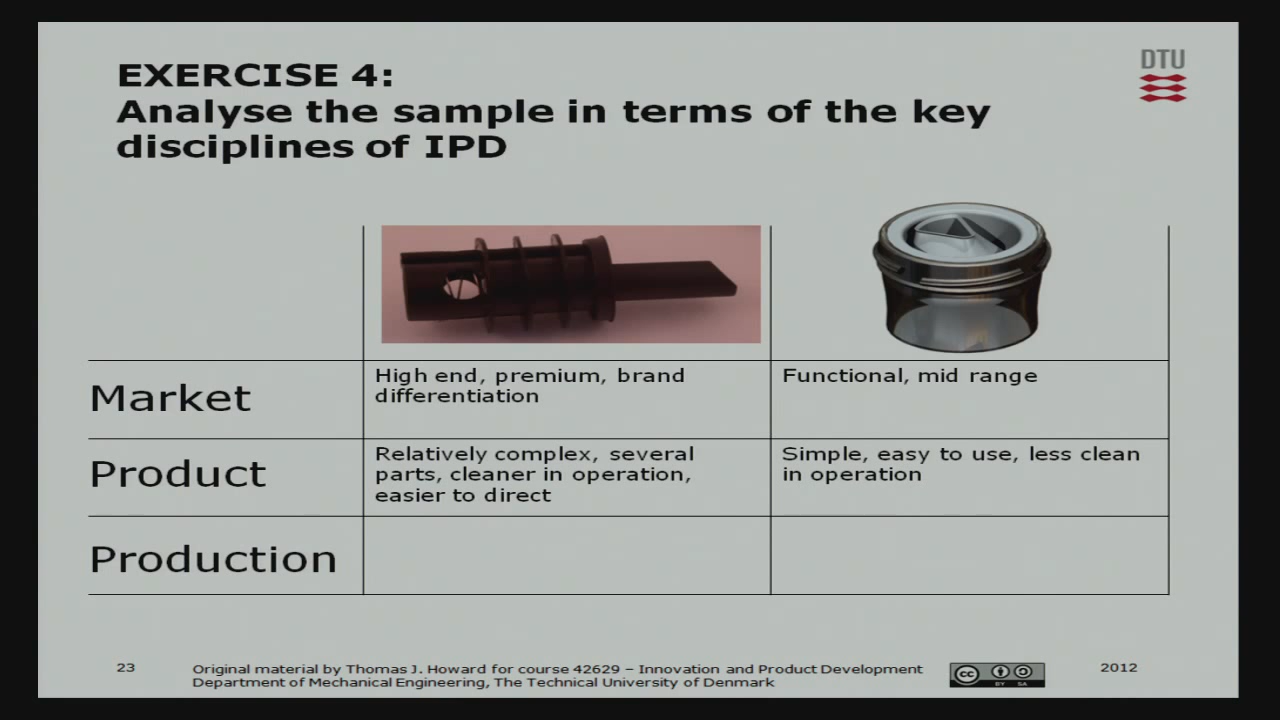 EXERCISE 4:
Analyse the sample in terms of the key
disciplines of IPD
DTU
Market
High end, premium, brand
differentiation
Functional, mid range
Product
Relatively complex, several
parts, cleaner in operation,
easier to direct
Simple, easy to use, less clean
in operation
Production
23
Original material by Thomas J. Howard for course 42629 – Innovation and Product Development
Department of Mechanical Engineering, The Technical University of Denmark
cc
BY SA
2012